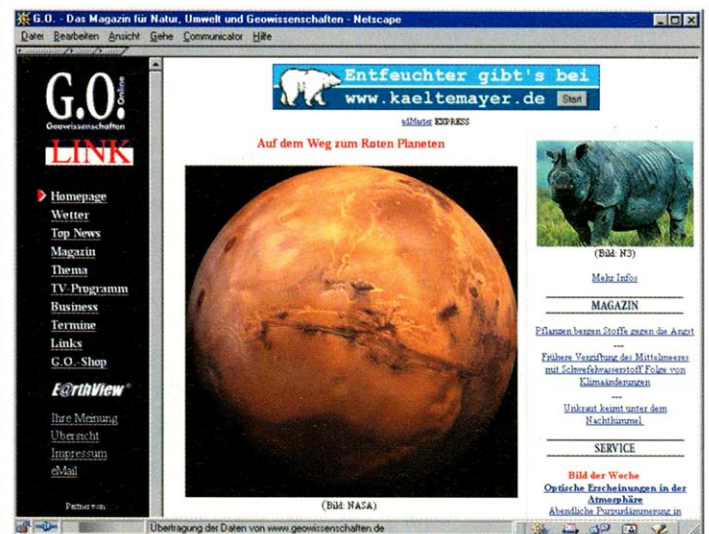 G.O. - Das Magazin für Natur, Umwelt und Geowissenschaften - Netscape
Datei Bearbeiten Ansicht Gehe Communicator Hilfe
G.O. Online
Geowissenschaften
LINK
Homepage
Wetter
Top News
Magazin
Thema
TV-Programm
Business
Termine
Links
G.O.-Shop
E@rthView
Ihre Meinung
Übersicht
Impressum
eMail
Partner von:
Entfeuchter gibt's bei
www.kaeltemayer.de Start
adMaster EXPRESS
Auf dem Weg zum Roten Planeten
(Bild: NASA)
(Bild: N3)
Mehr Infos
MAGAZIN
Pflanzen bergen Stoffe gegen die Angst
---
Frühere Vergiftung des Mittelmeeres
mit Schwefelwasserstoff Folge von
Klimaänderungen
---
Unkraut keimt unter dem
Nachthimmel
SERVICE
Bild der Woche
Optische Erscheinungen in der
Atmosphäre
Abendliche Purpurdämmerung in
Übertragung der Daten von www.geowissenschaften.de